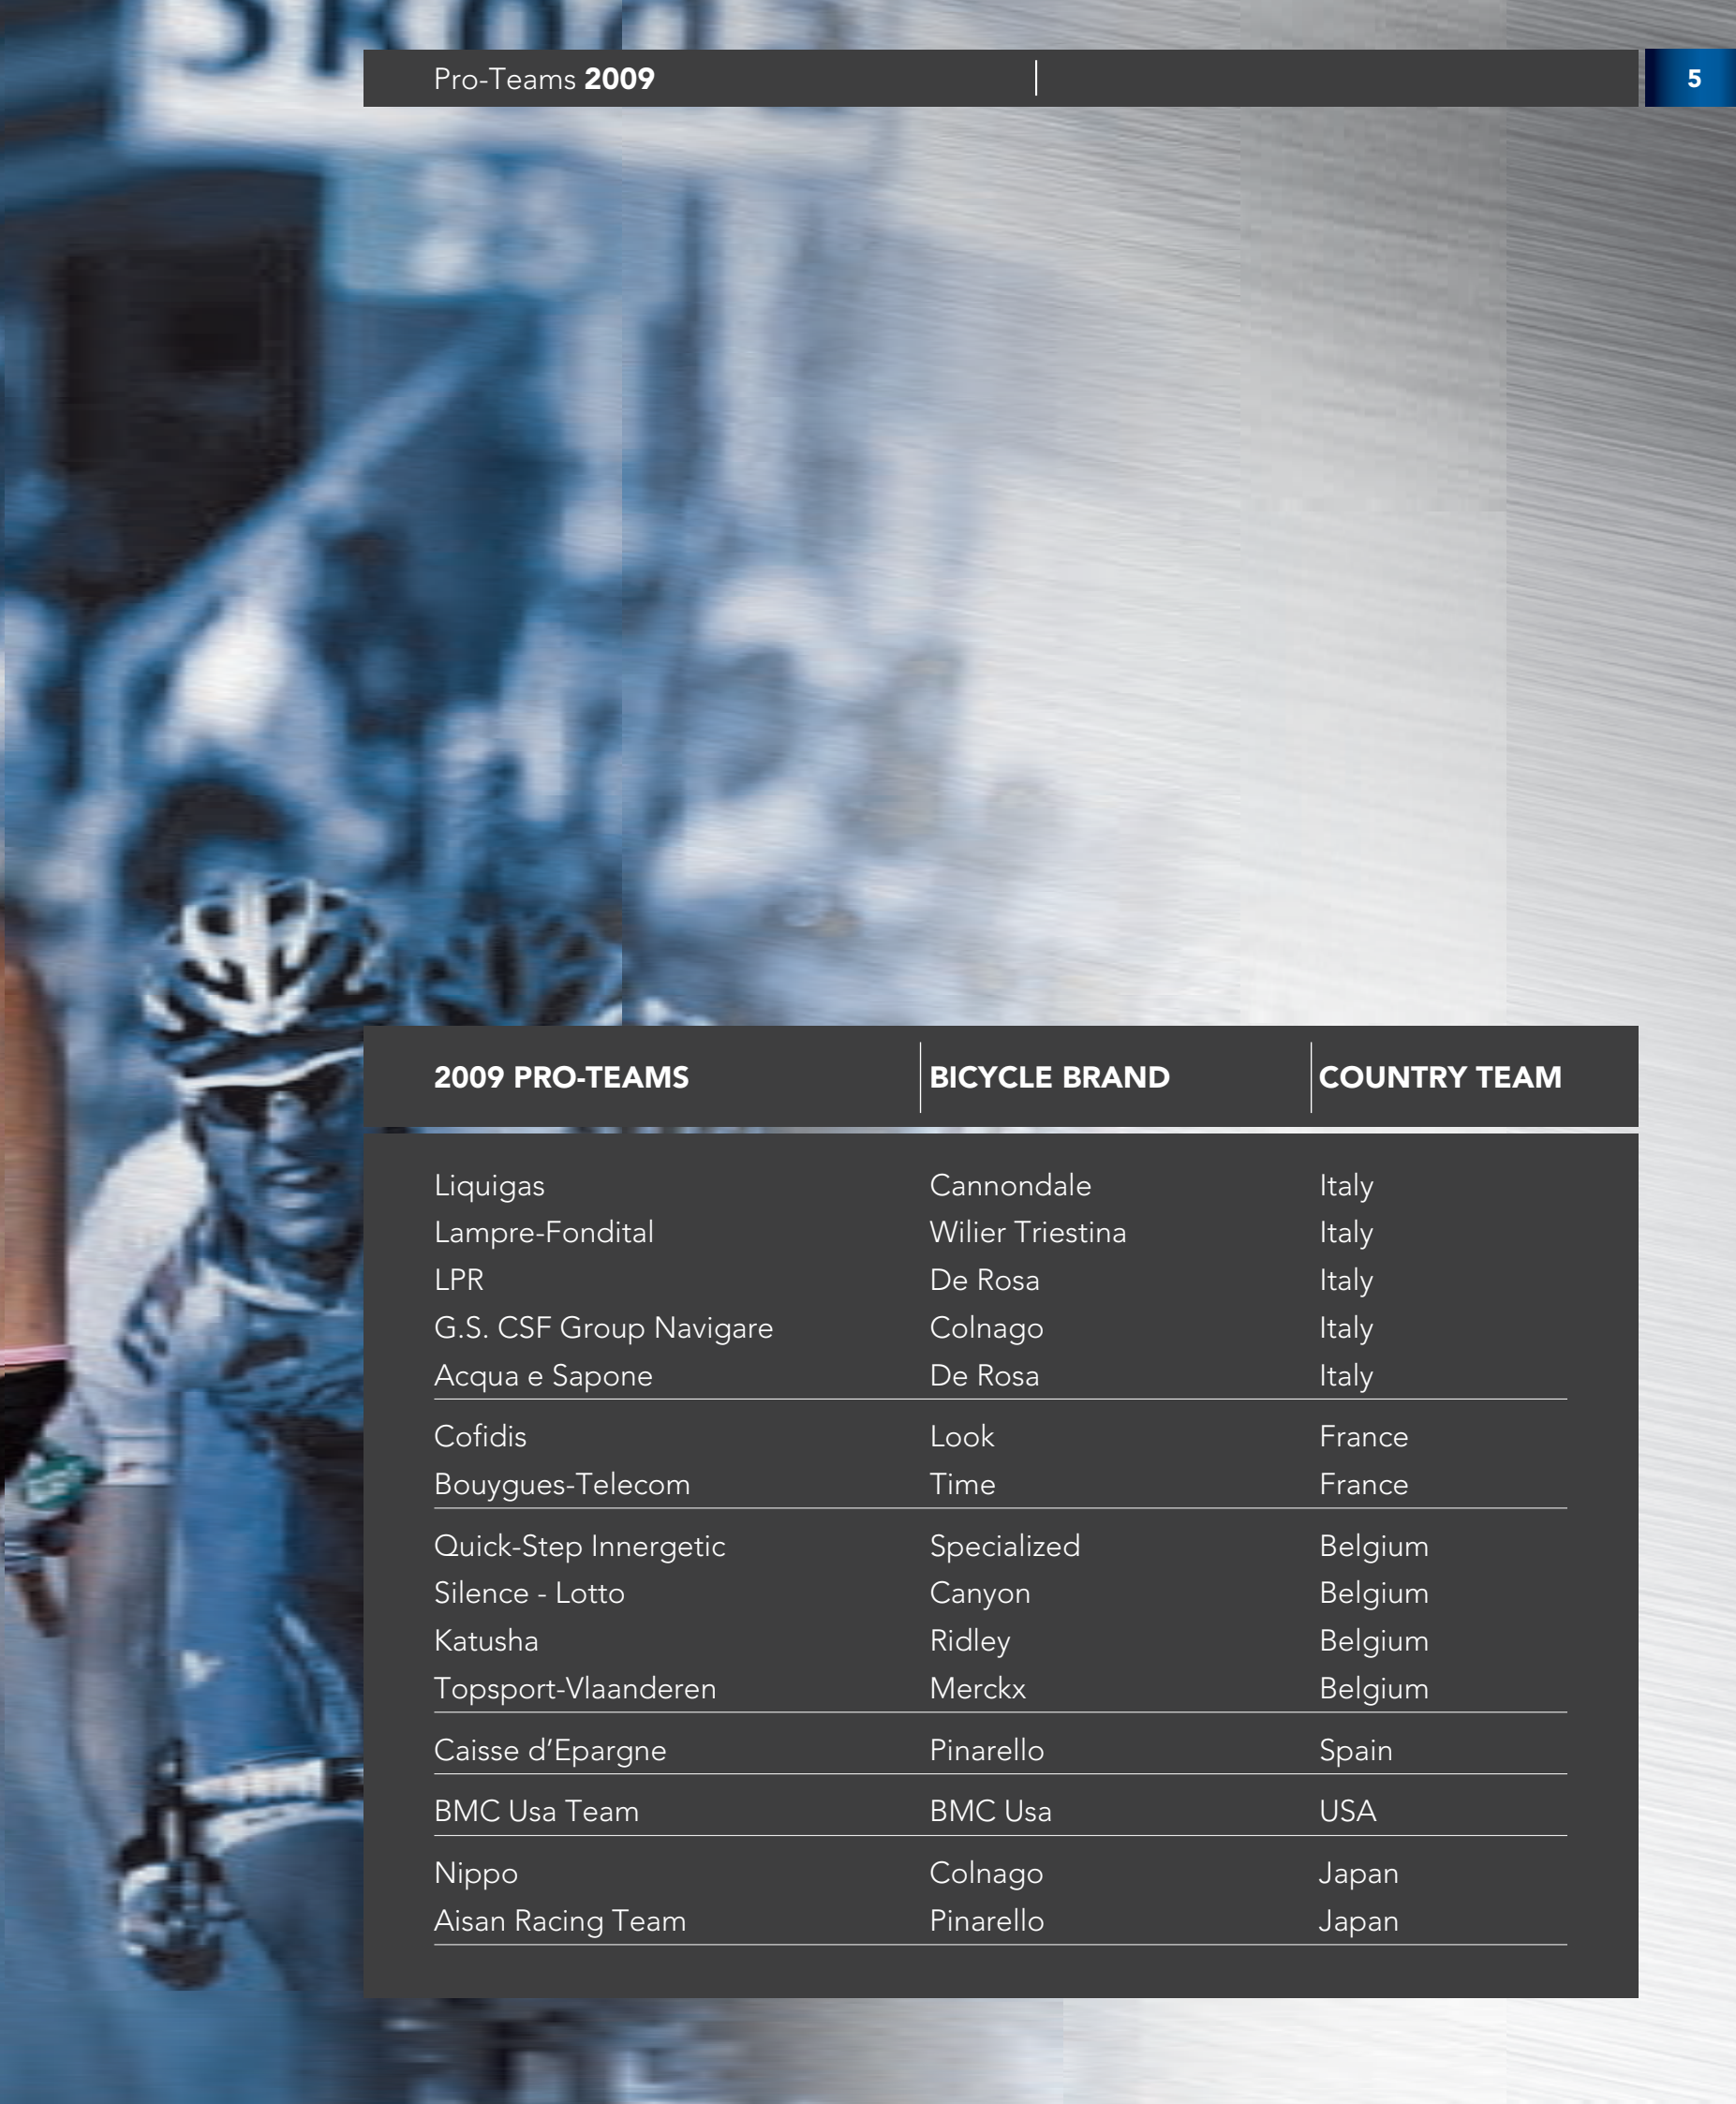 Pro-Teams 2009
5
2009 PRO-TEAMS BICYCLE BRAND COUNTRY TEAM
Liquigas Cannondale Italy
Lampre-Fondital Wilier Triestina Italy
LPR De Rosa Italy
G.S. CSF Group Navigare Colnago Italy
Acqua e Sapone De Rosa Italy
Cofidis Look France
Bouygues-Telecom Time France
Quick-Step Innergetic Specialized Belgium
Silence - Lotto Canyon Belgium
Katusha Ridley Belgium
Topsport-Vlaanderen Merckx Belgium
Caisse d’Epargne Pinarello Spain
BMC Usa Team BMC Usa USA
Nippo Colnago Japan
Aisan Racing Team Pinarello Japan